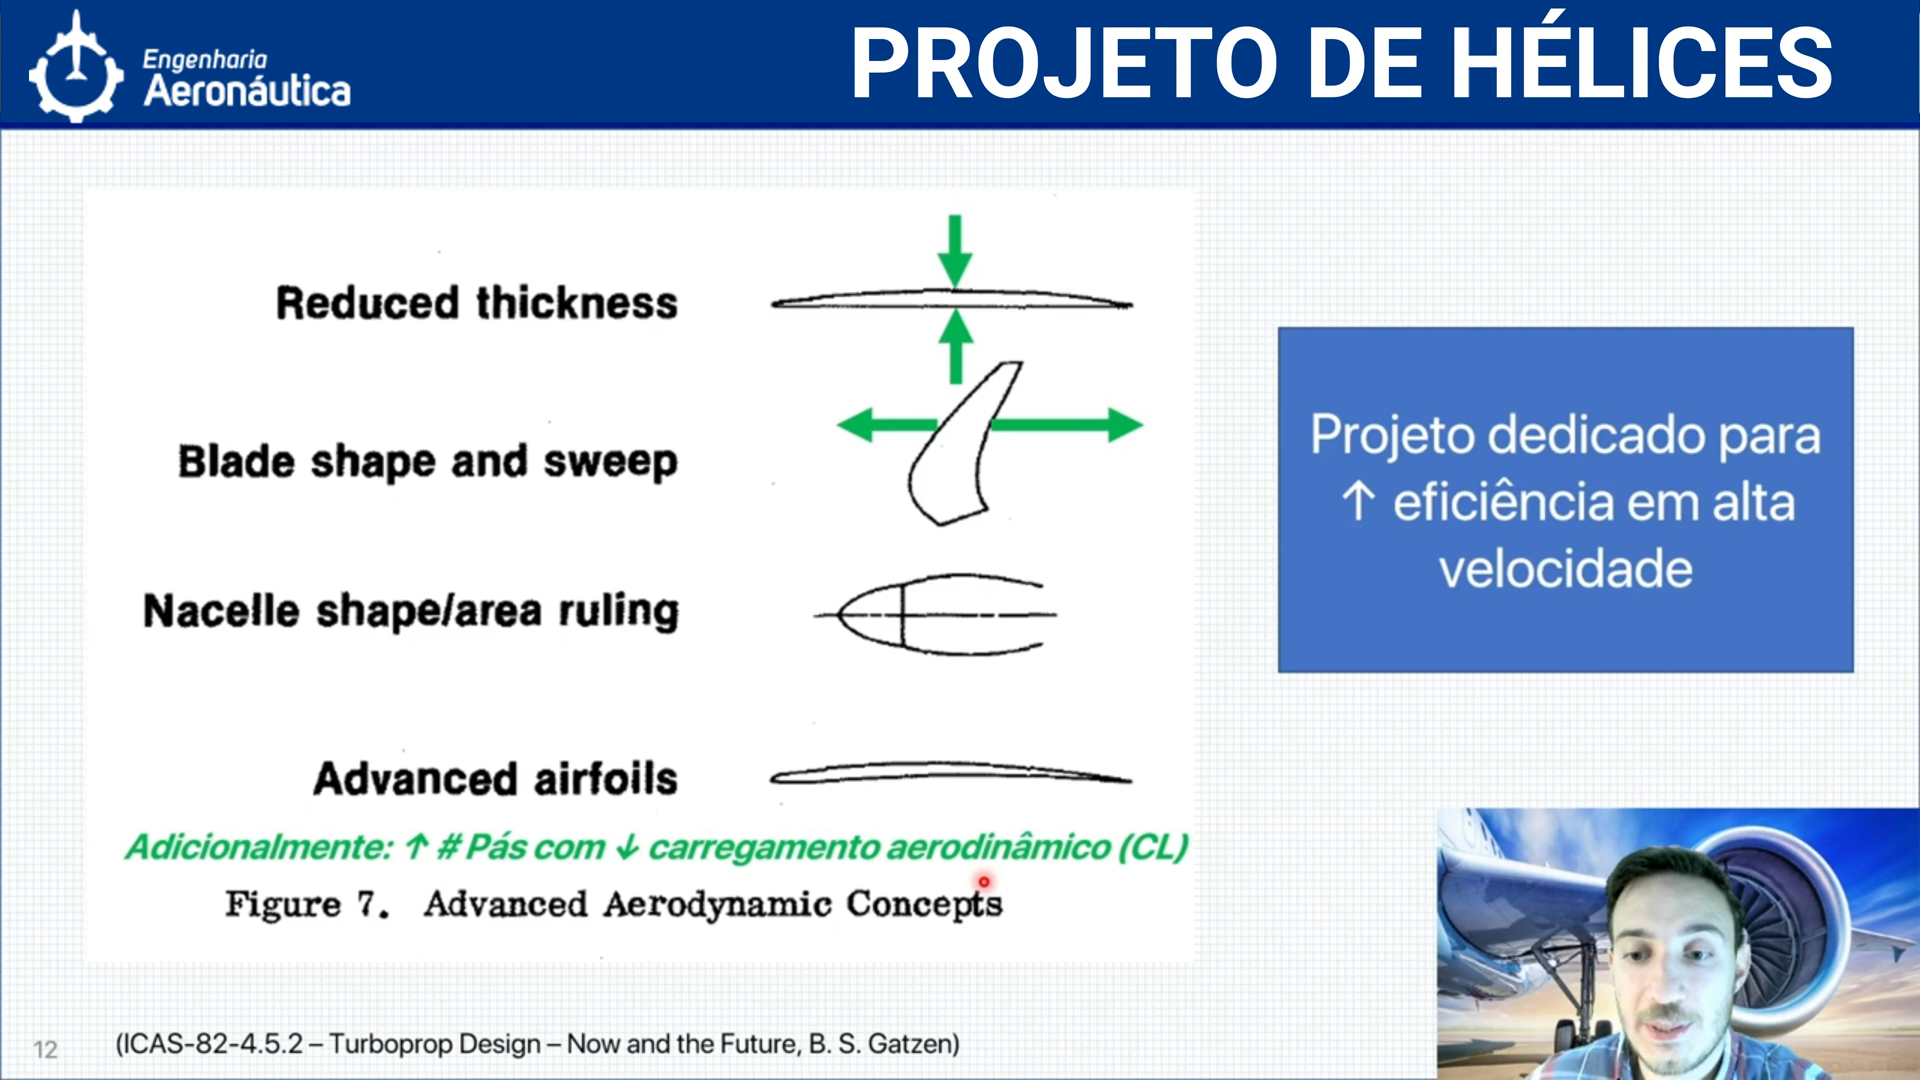 Engenharia
Aeronáutica
PROJETO DE HÉLICES
Reduced thickness
Blade shape and sweep
Nacelle shape/area ruling
Advanced airfoils
Adicionalmente: ↑ # Pás com ↓ carregamento aerodinâmico (CL)
Figure 7. Advanced Aerodynamic Concepts
Projeto dedicado para
↑ eficiência em alta
velocidade
12
(ICAS-82-4.5.2 – Turboprop Design – Now and the Future, B. S. Gatzen)